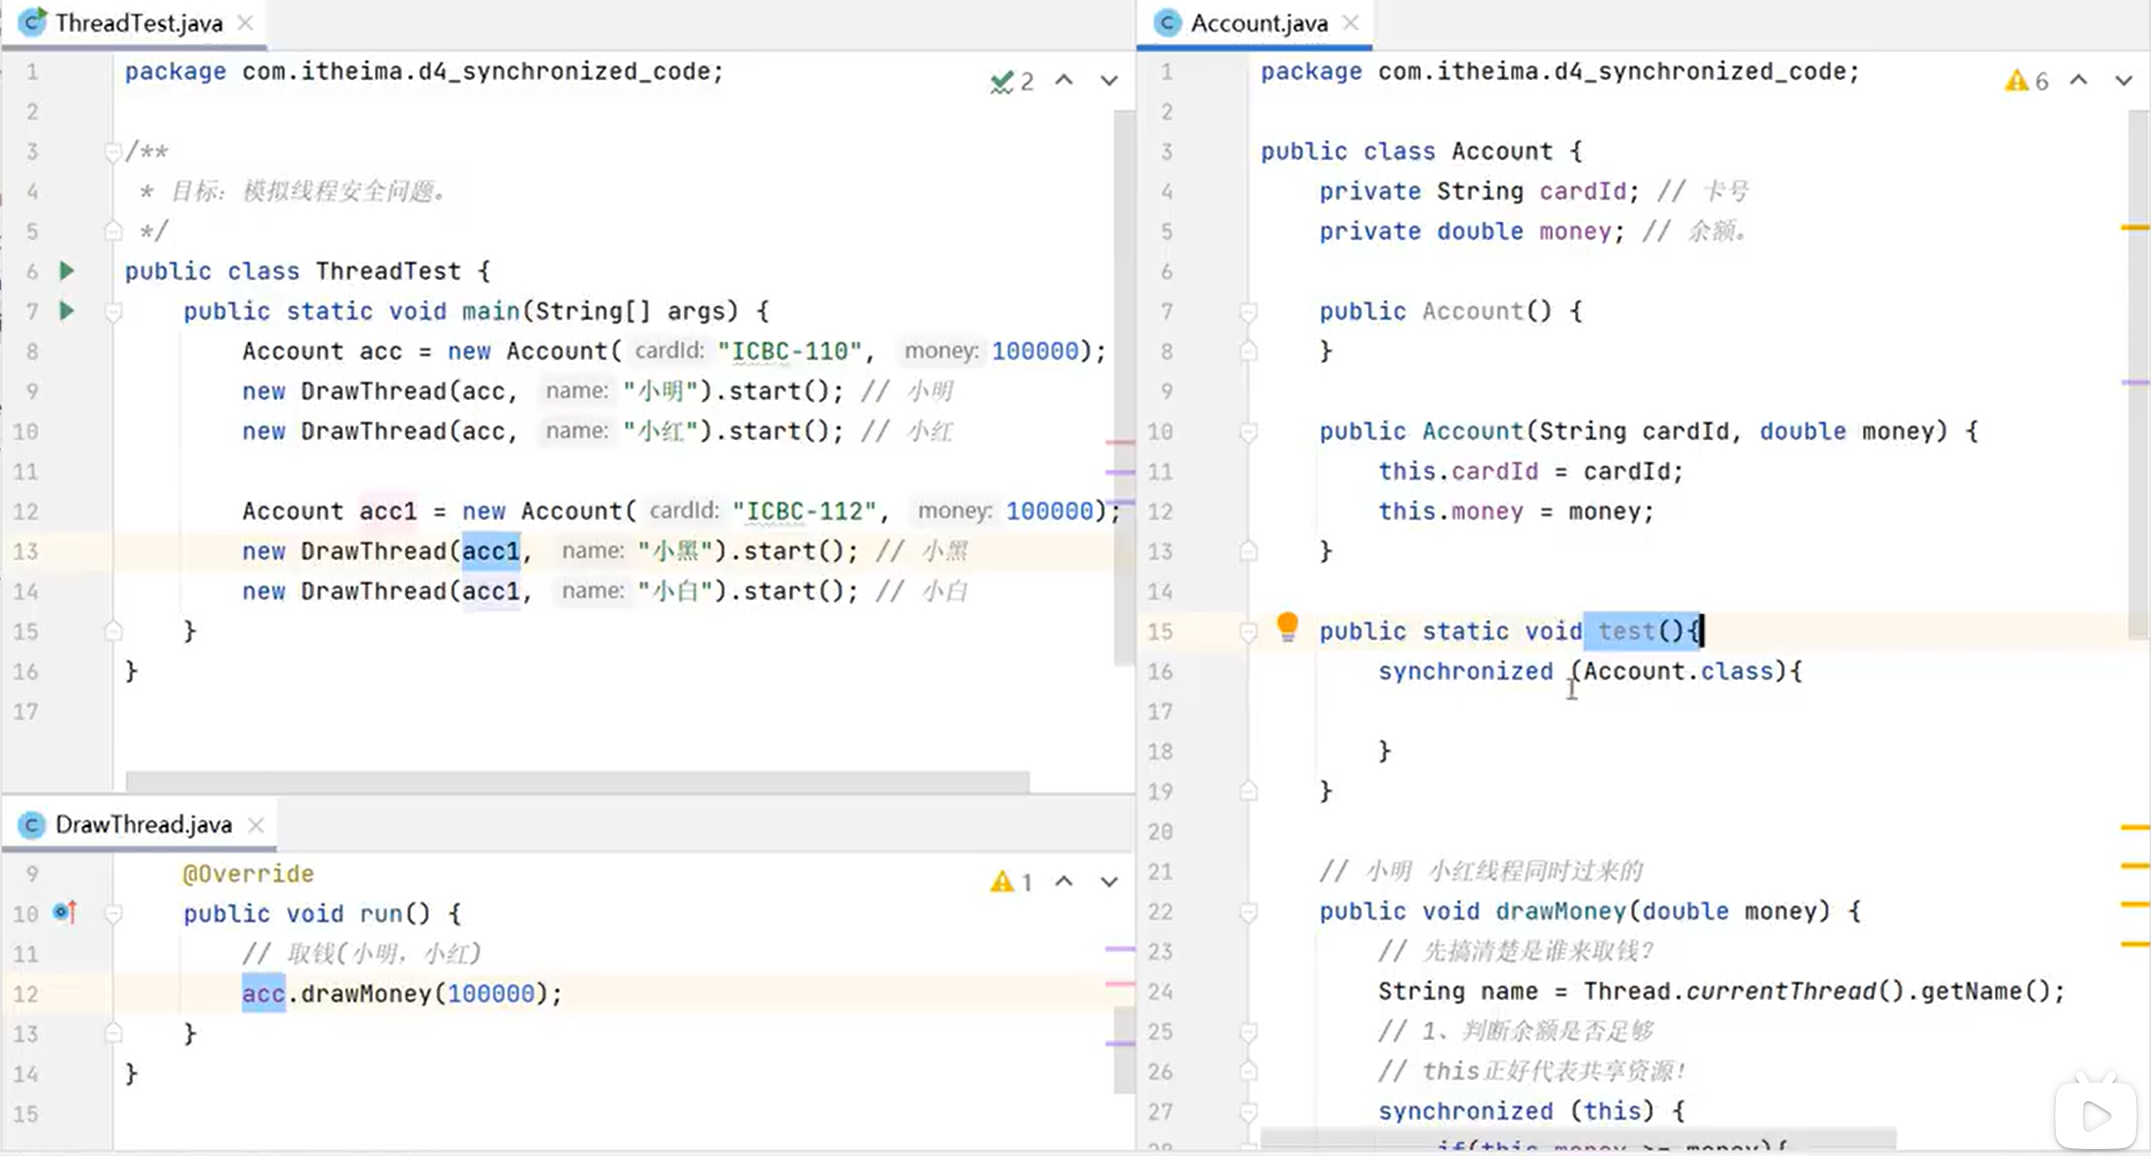 ThreadTest.java
2
1 package com.itheima.d4_synchronized_code;
2
3 /**
4 * 目标：模拟线程安全问题。
5 */
6 public class ThreadTest {
7 public static void main(String[] args) {
8 Account acc = new Account( cardId: "ICBC-110", money: 100000);
9 new DrawThread(acc, name: "小明").start(); // 小明
10 new DrawThread(acc, name: "小红").start(); // 小红
11
12 Account acc1 = new Account( cardId: "ICBC-112", money: 100000);
13 new DrawThread(acc1, name: "小黑").start(); // 小黑
14 new DrawThread(acc1, name: "小白").start(); // 小白
15 }
16 }
17
DrawThread.java
1
9 @Override
10 public void run() {
11 // 取钱(小明，小红)
12 acc.drawMoney(100000);
13 }
14 }
15
Account.java
6
1 package com.itheima.d4_synchronized_code;
2
3 public class Account {
4 private String cardId; // 卡号
5 private double money; // 余额。
6
7 public Account() {
8 }
9
10 public Account(String cardId, double money) {
11 this.cardId = cardId;
12 this.money = money;
13 }
14
15 public static void test(){
16 synchronized (Account.class){
17
18 }
19 }
20
21 // 小明 小红线程同时过来的
22 public void drawMoney(double money) {
23 // 先搞清楚是谁来取钱？
24 String name = Thread.currentThread().getName();
25 // 1、判断余额是否足够
26 // this正好代表共享资源！
27 synchronized (this) {
28 if(this.money >= money){